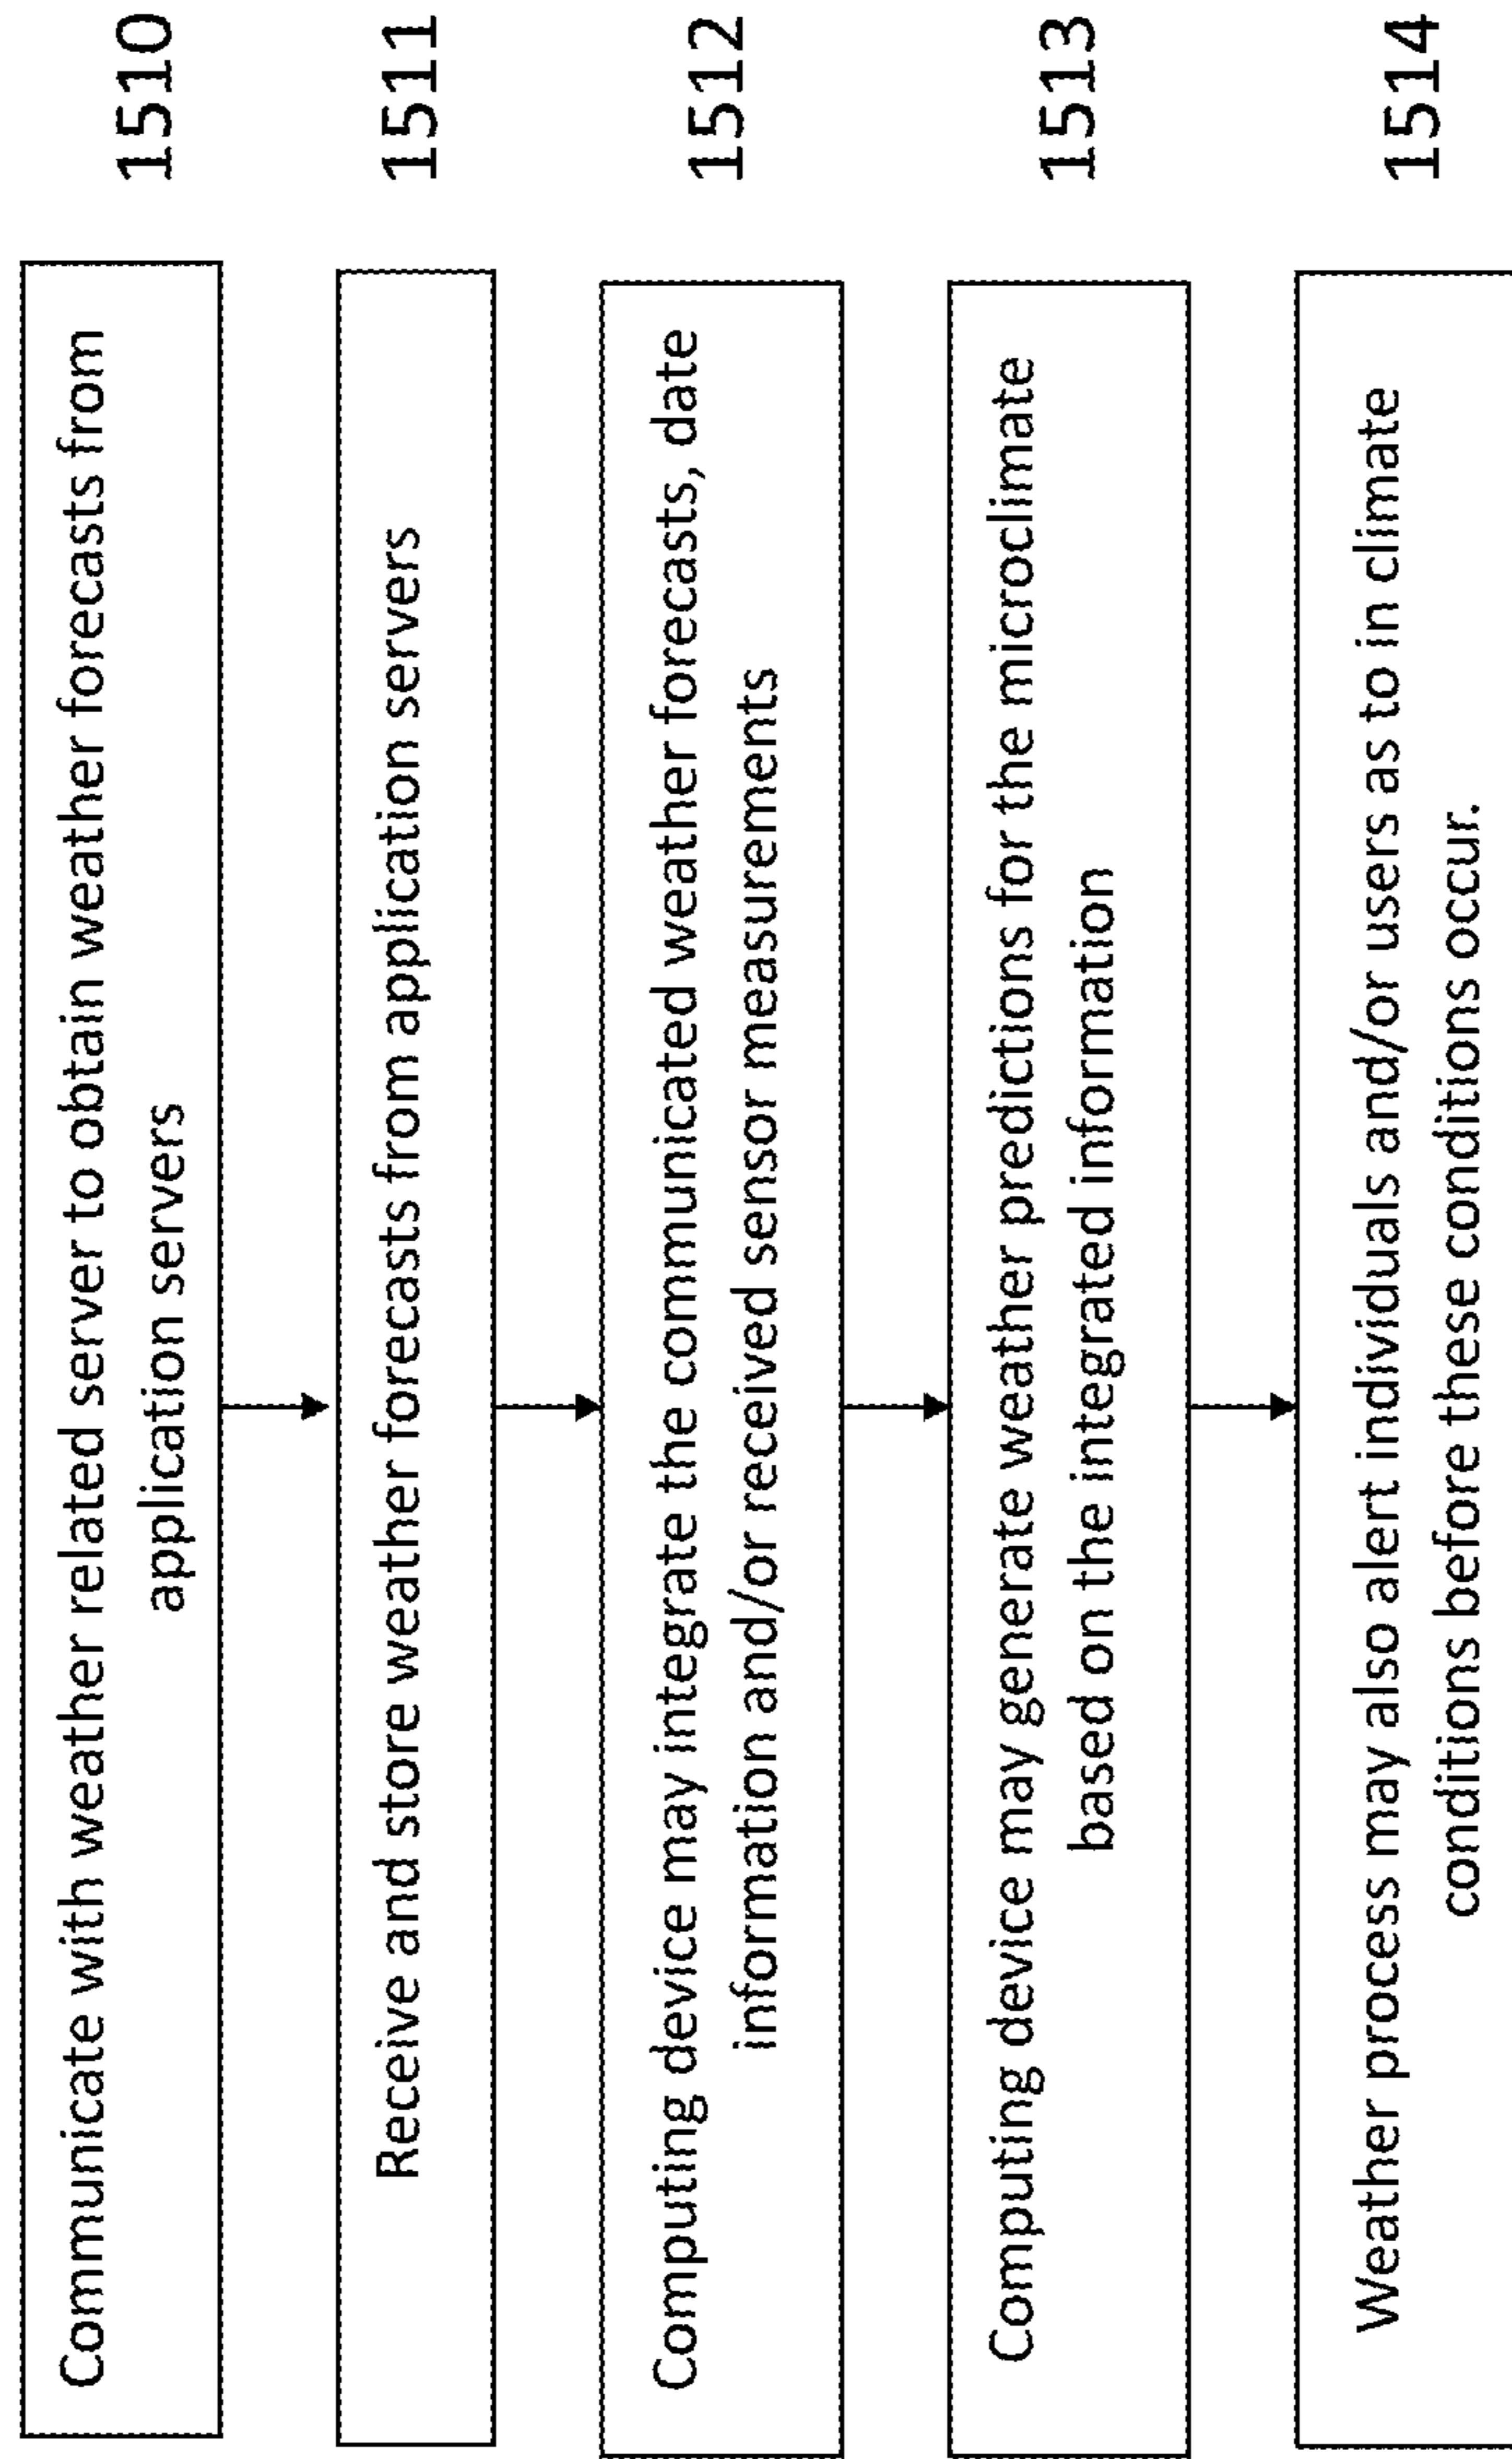 Communicate with weather related server to obtain weather forecasts from
application servers
1510
Receive and store weather forecasts from application servers
1511
Computing device may integrate the communicated weather forecasts, date
information and/or received sensor measurements
1512
Computing device may generate weather predictions for the microclimate
based on the integrated information
1513
Weather process may also alert individuals and/or users as to in climate
conditions before these conditions occur.
1514